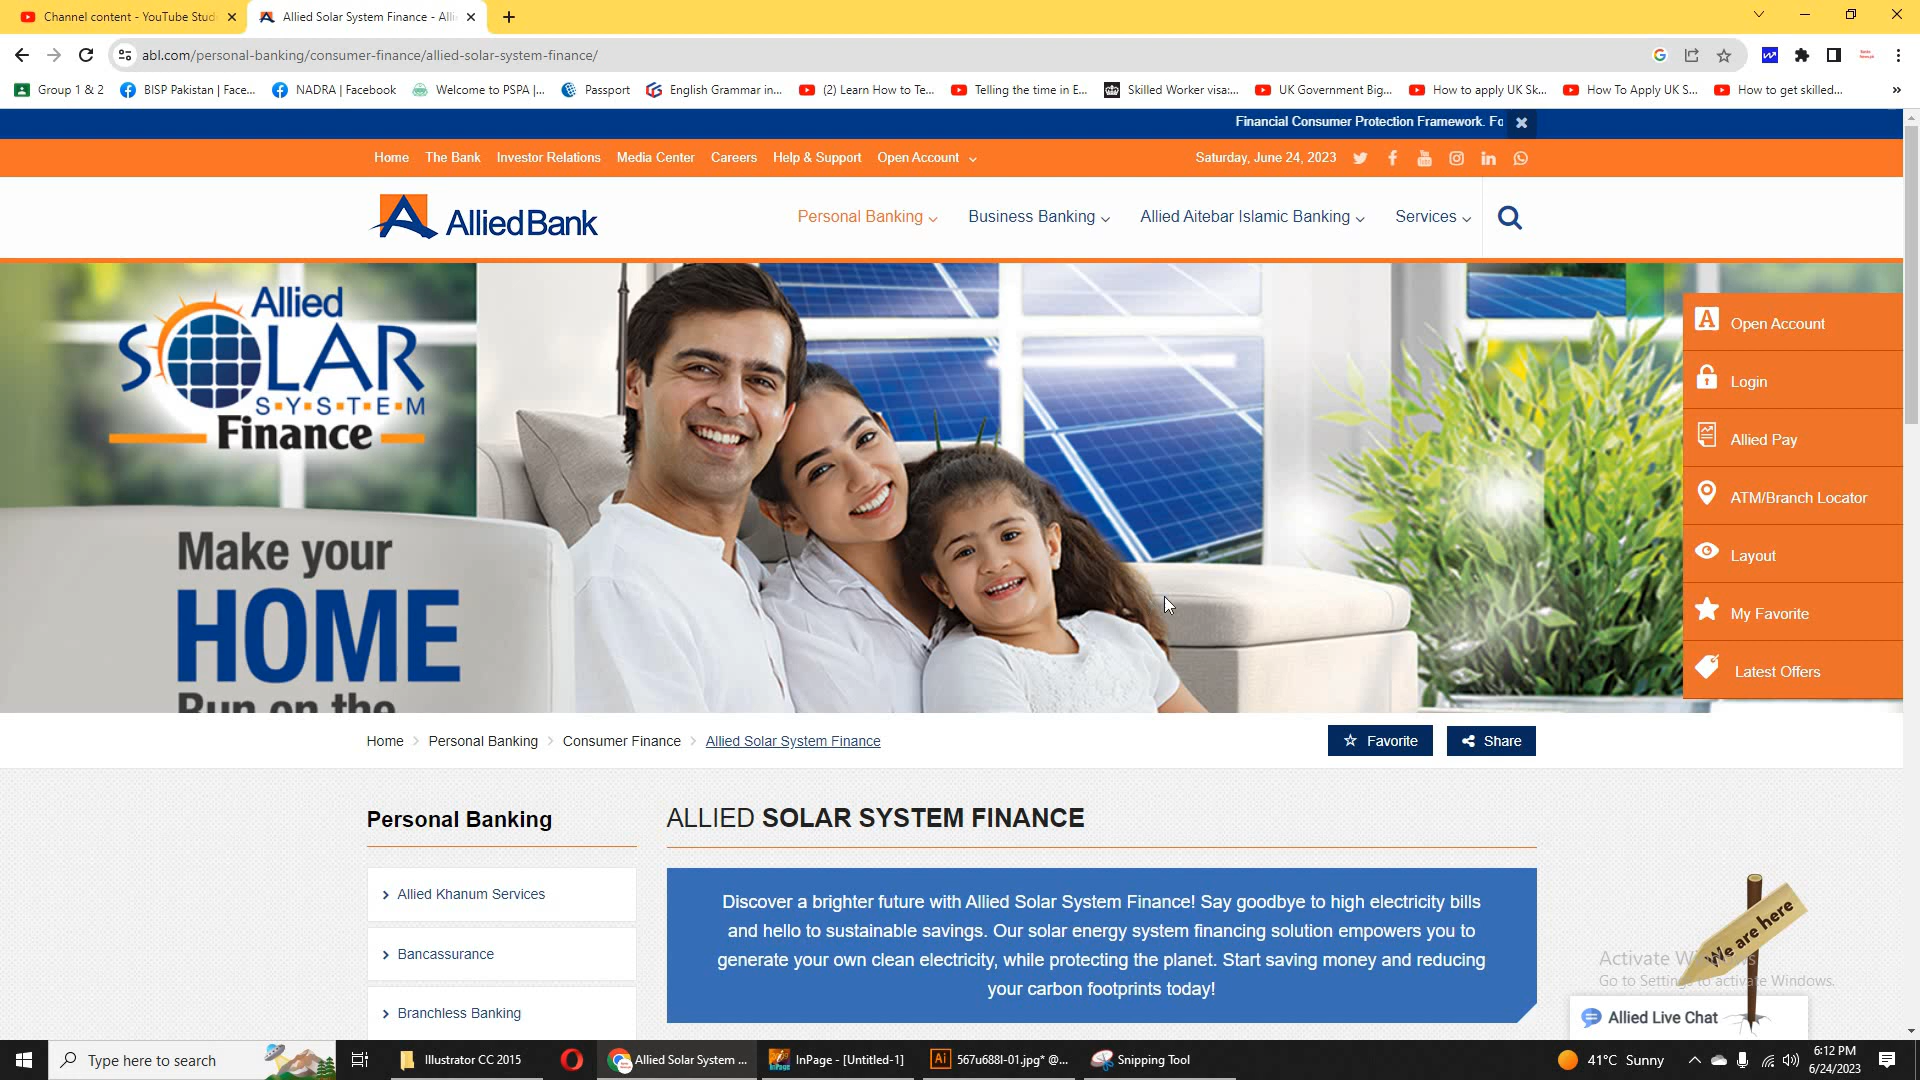 Channel content - YouTube Stud
Allied Solar System Finance - Alli
abl.com/personal-banking/consumer-finance/allied-solar-system-finance/
Group 1 & 2
BISP Pakistan | Face...
NADRA | Facebook
Welcome to PSPA |...
Passport
English Grammar in...
(2) Learn How to Te...
Telling the time in E...
Skilled Worker visa:...
UK Government Big...
How to apply UK Sk...
How To Apply UK S...
How to get skilled...
»
Financial Consumer Protection Framework. Fo
Home The Bank Investor Relations Media Center Careers Help & Support Open Account
Saturday, June 24, 2023
Allied Bank
Personal Banking Business Banking Allied Aitebar Islamic Banking Services
Allied
SOLAR
SYSTEM
Finance
Make your
HOME
Run on the
Open Account
Login
Allied Pay
ATM/Branch Locator
Layout
My Favorite
Latest Offers
Home > Personal Banking > Consumer Finance > Allied Solar System Finance
Favorite
Share
Personal Banking
Allied Khanum Services
Bancassurance
Branchless Banking
ALLIED SOLAR SYSTEM FINANCE
Discover a brighter future with Allied Solar System Finance! Say goodbye to high electricity bills
and hello to sustainable savings. Our solar energy system financing solution empowers you to
generate your own clean electricity, while protecting the planet. Start saving money and reducing
your carbon footprints today!
We are here
Activate W
Go to Setting to activate Windows.
Allied Live Chat
Type here to search
Illustrator CC 2015
Allied Solar System ...
InPage - [Untitled-1]
567u688l-01.jpg* @...
Snipping Tool
41°C Sunny
6:12 PM
6/24/2023